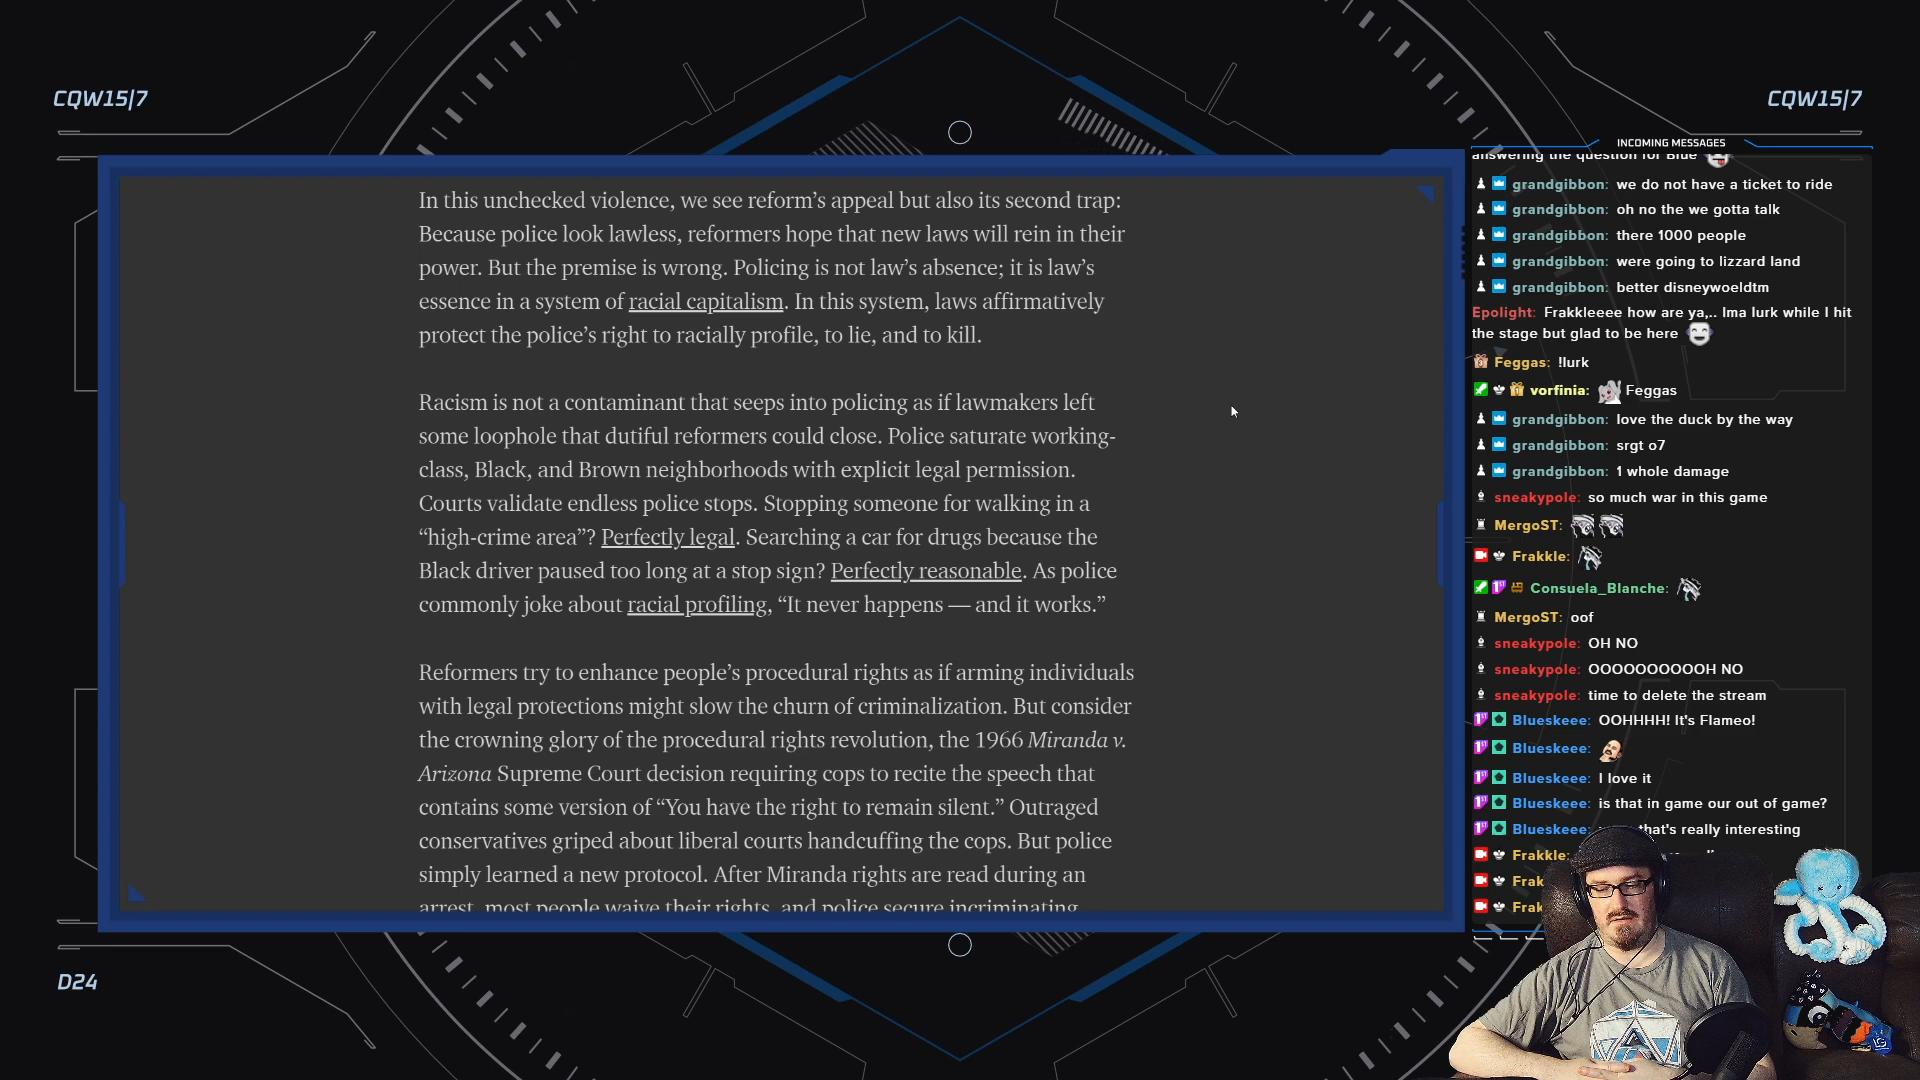 CQW15|7
CQW15|7
In this unchecked violence, we see reform’s appeal but also its second trap:
Because police look lawless, reformers hope that new laws will rein in their
power. But the premise is wrong. Policing is not law’s absence; it is law’s
essence in a system of racial capitalism. In this system, laws affirmatively
protect the police’s right to racially profile, to lie, and to kill.
Racism is not a contaminant that seeps into policing as if lawmakers left
some loophole that dutiful reformers could close. Police saturate working-
class, Black, and Brown neighborhoods with explicit legal permission.
Courts validate endless police stops. Stopping someone for walking in a
“high-crime area”? Perfectly legal. Searching a car for drugs because the
Black driver paused too long at a stop sign? Perfectly reasonable. As police
commonly joke about racial profiling, “It never happens — and it works.”
Reformers try to enhance people’s procedural rights as if arming individuals
with legal protections might slow the churn of criminalization. But consider
the crowning glory of the procedural rights revolution, the 1966 Miranda v.
Arizona Supreme Court decision requiring cops to recite the speech that
contains some version of “You have the right to remain silent.” Outraged
conservatives griped about liberal courts handcuffing the cops. But police
simply learned a new protocol. After Miranda rights are read during an
arrest, most people waive their rights, and police secure incriminating
D24
INCOMING MESSAGES
answering the question for Blue
grandgibbon: we do not have a ticket to ride
grandgibbon: oh no the we gotta talk
grandgibbon: there 1000 people
grandgibbon: were going to lizzard land
grandgibbon: better disneywoeldtm
Epolight: Frakkleeee how are ya,.. Ima lurk while I hit
the stage but glad to be here
Feggas: !lurk
vorfinia: Feggas
grandgibbon: love the duck by the way
grandgibbon: srgt o7
grandgibbon: 1 whole damage
sneakypole: so much war in this game
MergoST:
Frakkle:
Consuela_Blanche:
MergoST: oof
sneakypole: OH NO
sneakypole: OOOOOOOOOOH NO
sneakypole: time to delete the stream
Blueskeee: OOHHHH! It's Flameo!
Blueskeee:
Blueskeee: I love it
Blueskeee: is that in game our out of game?
Blueskeee: that's really interesting
Frakkle:
Frak
Frak